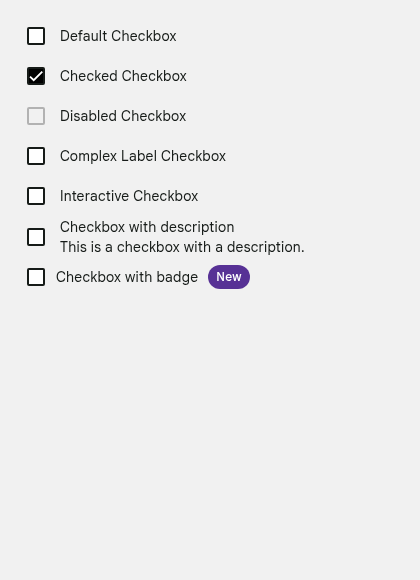 Default Checkbox
Checked Checkbox
Disabled Checkbox
Complex Label Checkbox
Interactive Checkbox
Checkbox with description
This is a checkbox with a description.
Checkbox with badge New